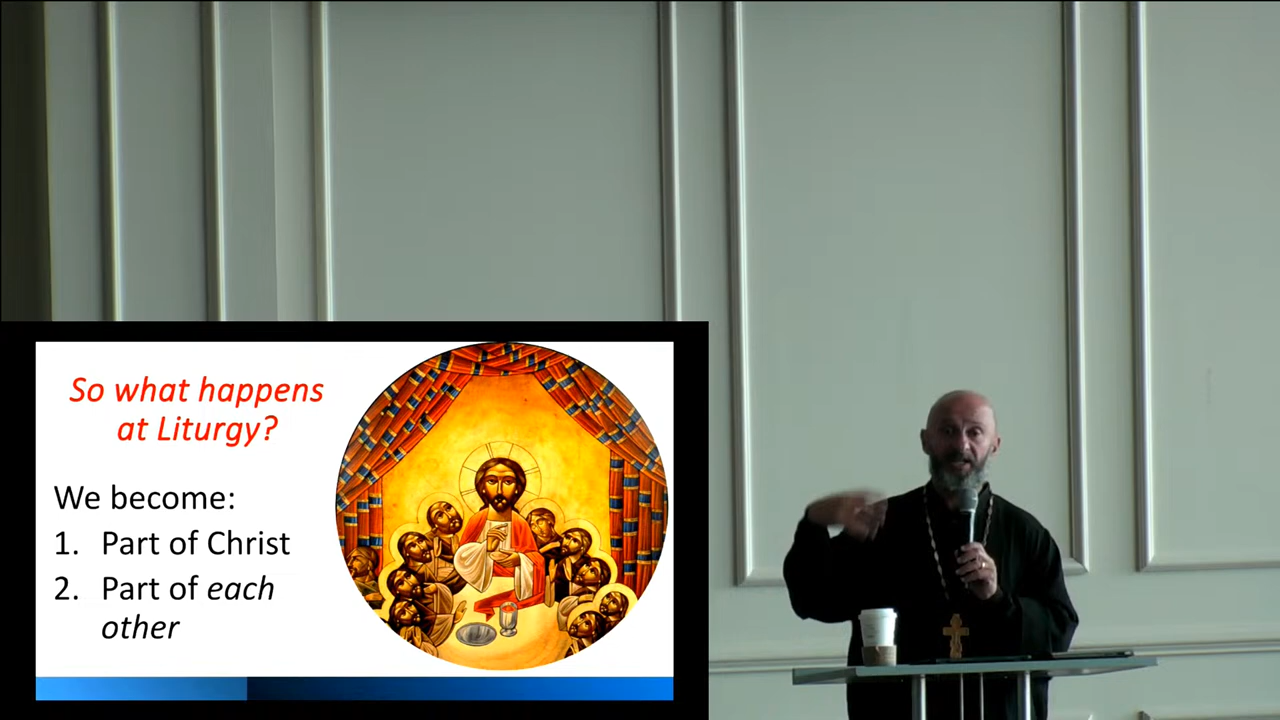 So what happens
at Liturgy?
We become:
1. Part of Christ
2. Part of each
other